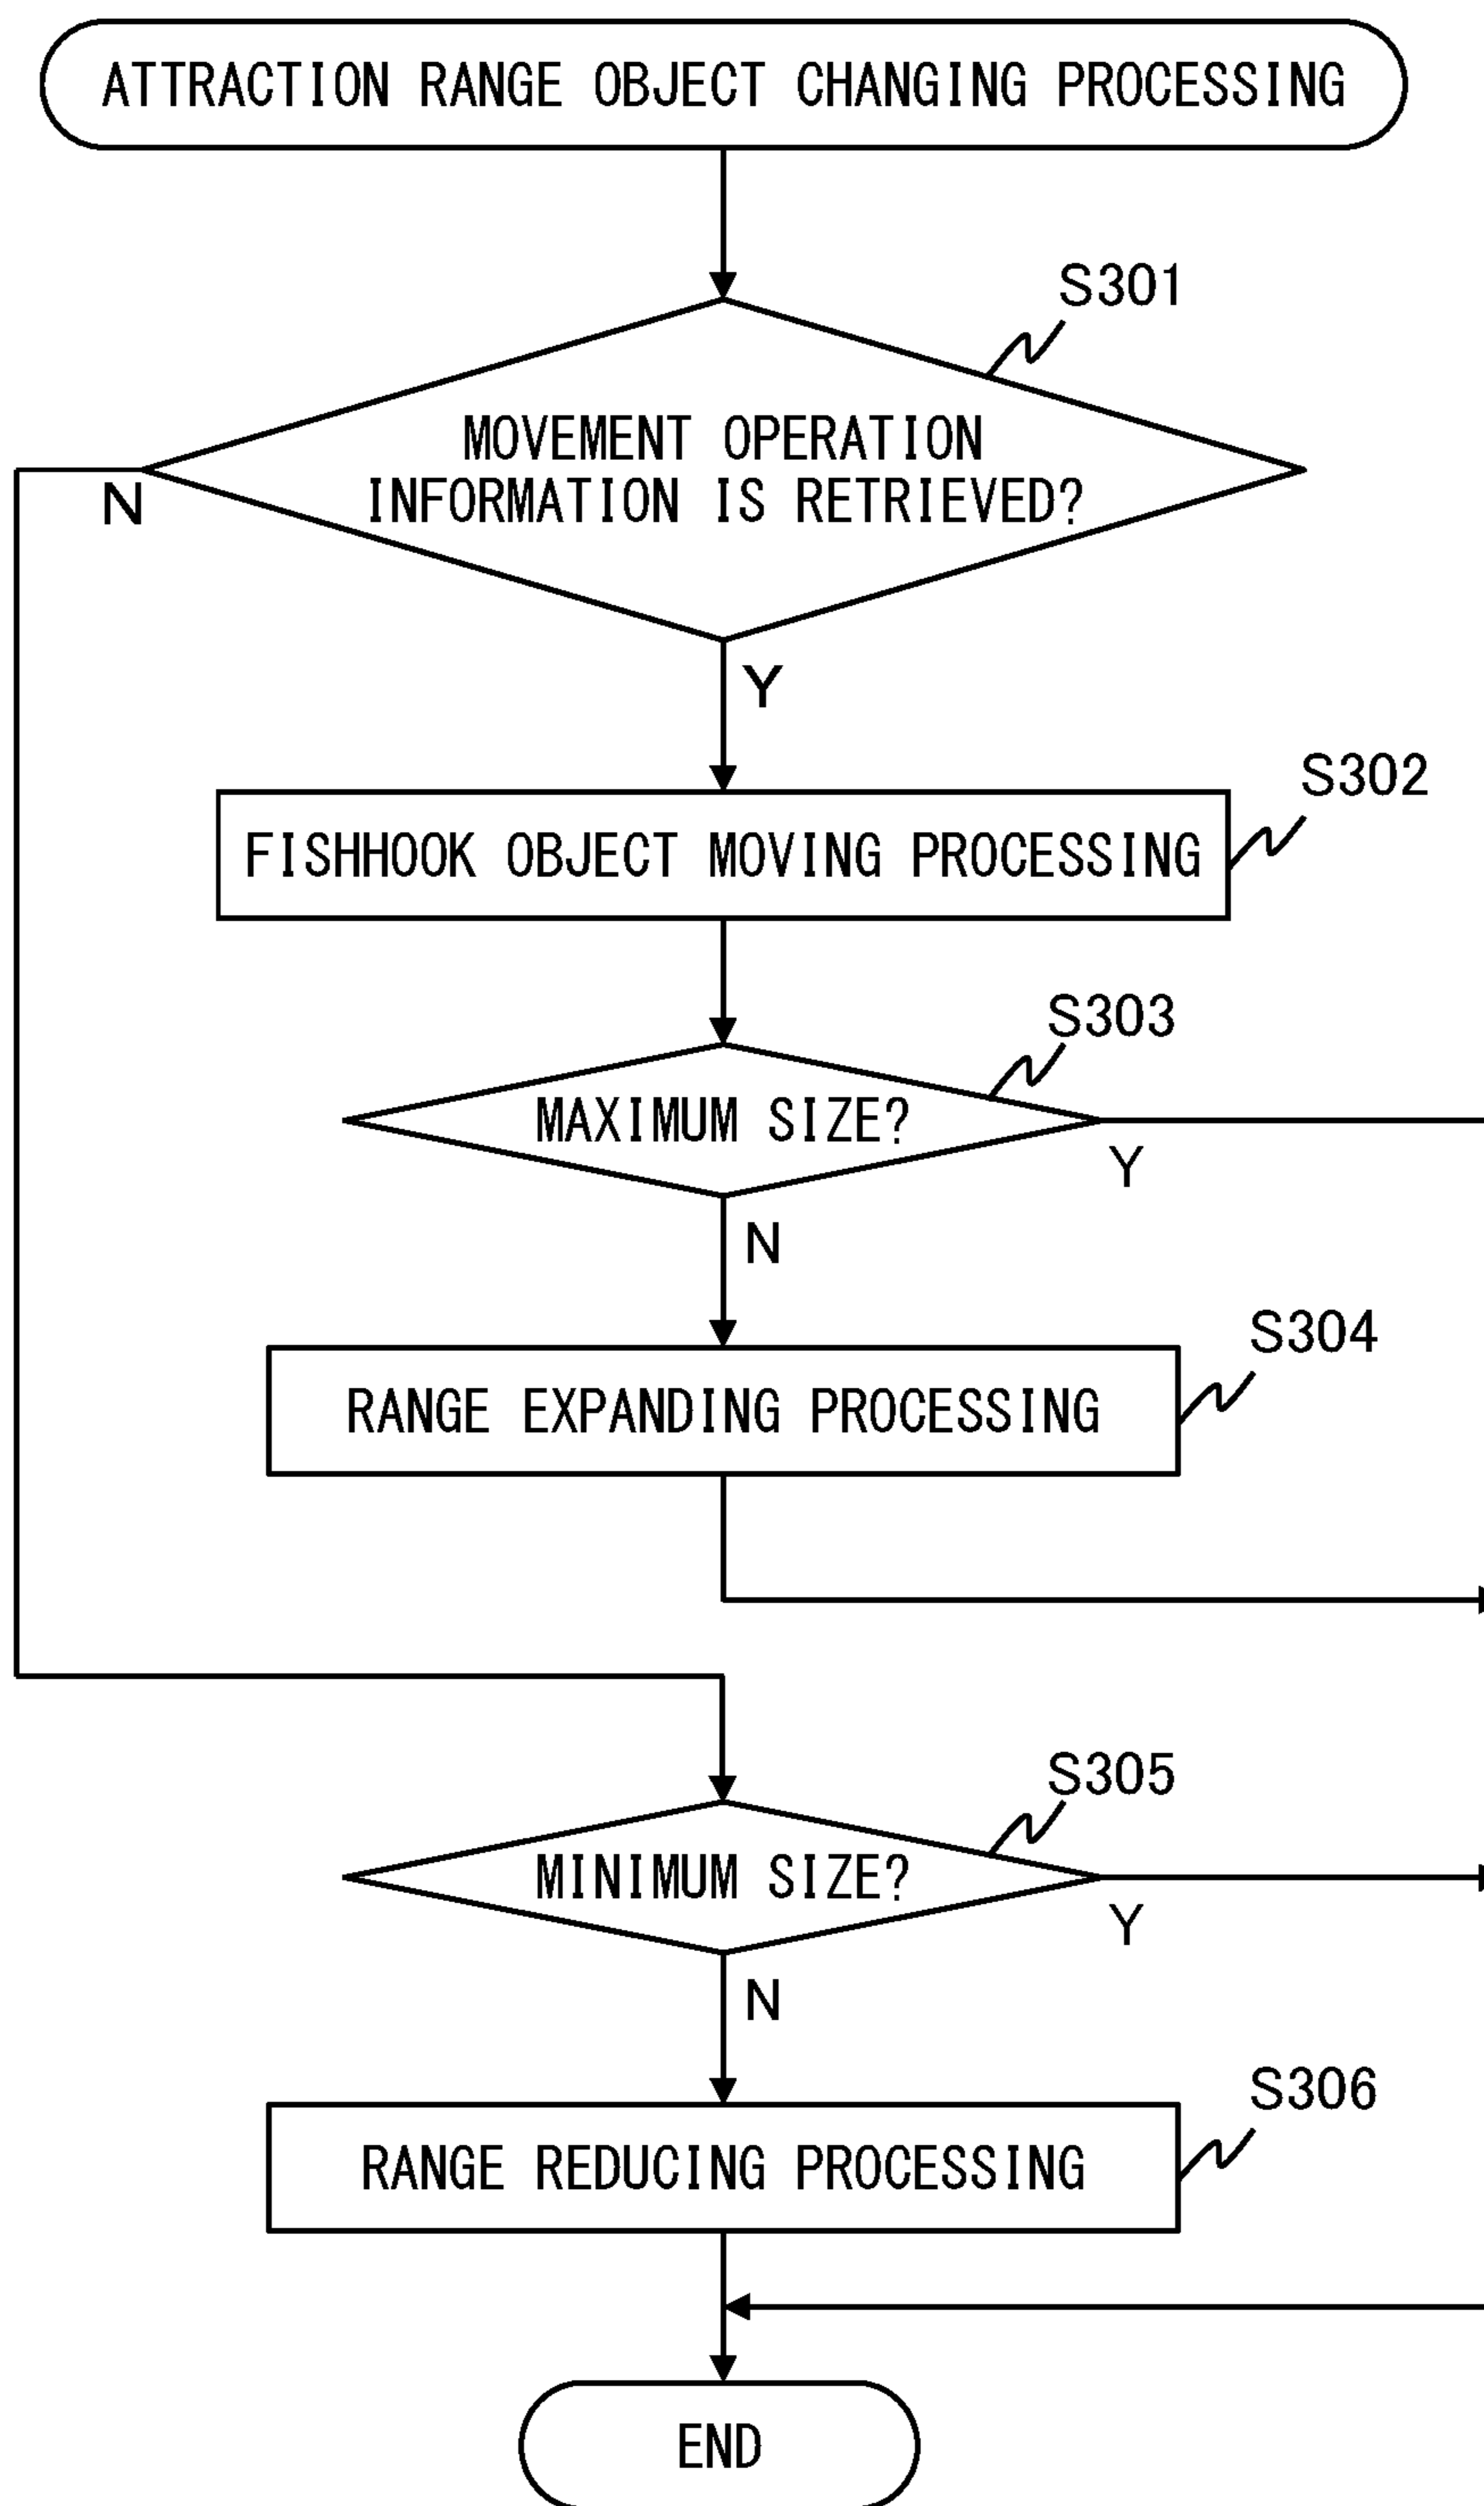 ATTRACTION RANGE OBJECT CHANGING PROCESSING
S301
MOVEMENT OPERATION
INFORMATION IS RETRIEVED?
N
Y
S302
FISHHOOK OBJECT MOVING PROCESSING
S303
MAXIMUM SIZE?
Y
N
S304
RANGE EXPANDING PROCESSING
S305
MINIMUM SIZE?
Y
N
S306
RANGE REDUCING PROCESSING
END